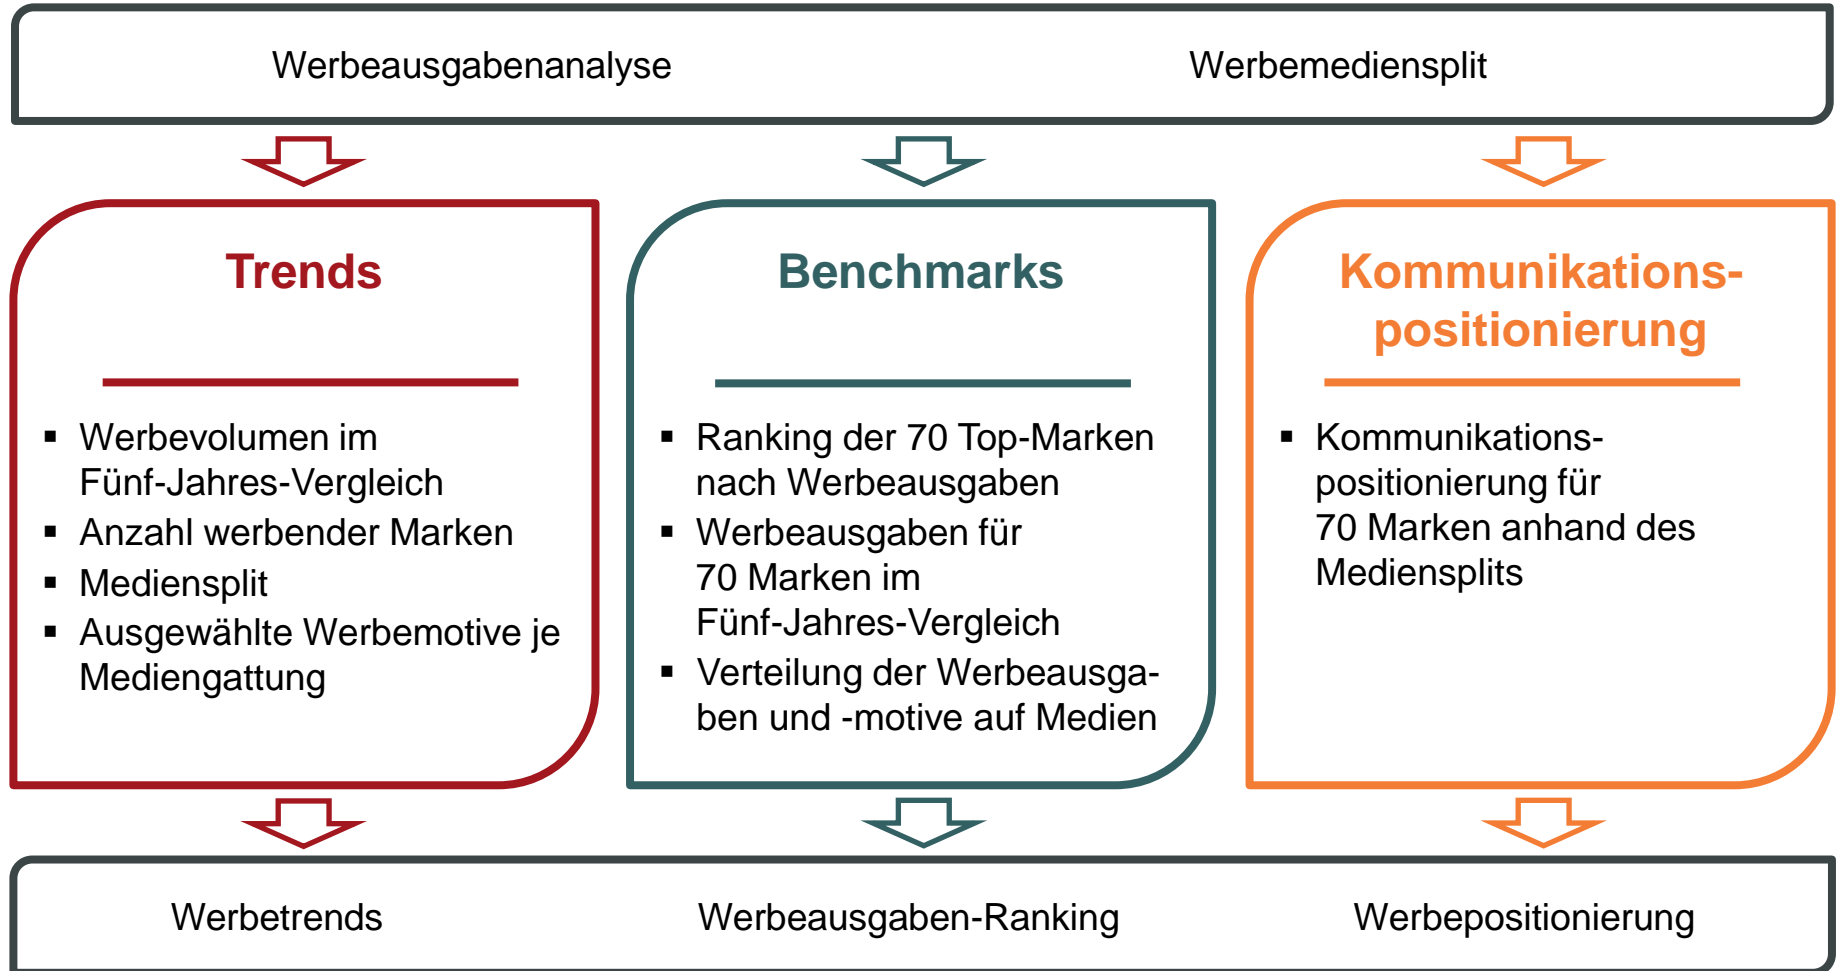 Werbeausgabenanalyse
Werbemediensplit
Trends
▪ Werbevolumen im
Fünf-Jahres-Vergleich
▪ Anzahl werbender Marken
▪ Mediensplit
▪ Ausgewählte Werbemotive je
Mediengattung
Benchmarks
▪ Ranking der 70 Top-Marken
nach Werbeausgaben
▪ Werbeausgaben für
70 Marken im
Fünf-Jahres-Vergleich
▪ Verteilung der Werbeausga-
ben und -motive auf Medien
Kommunikations-
positionierung
▪ Kommunikations-
positionierung für
70 Marken anhand des
Mediensplits
Werbetrends
Werbeausgaben-Ranking
Werbepositionierung